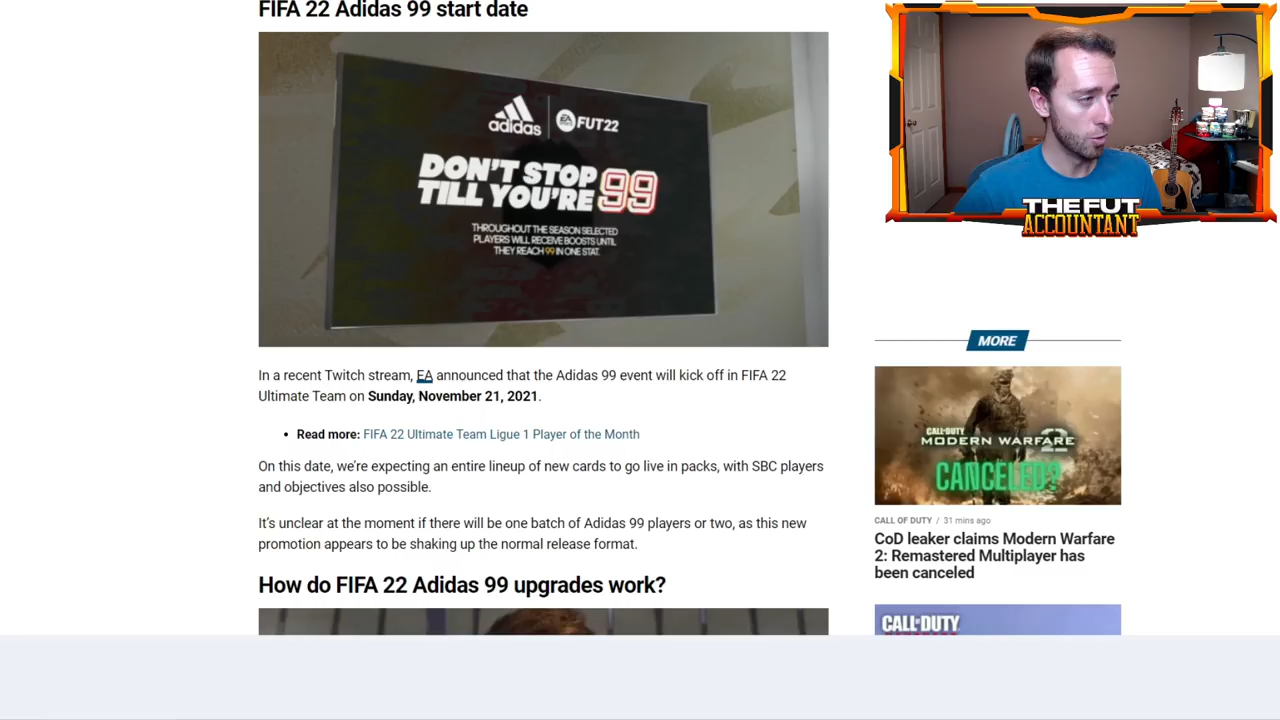 FIFA 22 Adidas 99 start date
adidas
EA SPORTS FUT22
DON'T STOP
TILL YOU'RE 99
THROUGHOUT THE SEASON SELECTED
PLAYERS WILL RECEIVE BOOSTS UNTIL
THEY REACH 99 IN ONE STAT.
In a recent Twitch stream, EA announced that the Adidas 99 event will kick off in FIFA 22
Ultimate Team on Sunday, November 21, 2021.
• Read more: FIFA 22 Ultimate Team Ligue 1 Player of the Month
On this date, we're expecting an entire lineup of new cards to go live in packs, with SBC players
and objectives also possible.
It's unclear at the moment if there will be one batch of Adidas 99 players or two, as this new
promotion appears to be shaking up the normal release format.
How do FIFA 22 Adidas 99 upgrades work?
THE FUT
ACCOUNTANT
MORE
CALL OF DUTY
MODERN WARFARE
2
CANCELED?
CALL OF DUTY / 31 mins ago
CoD leaker claims Modern Warfare
2: Remastered Multiplayer has
been canceled
CALL OF DUTY